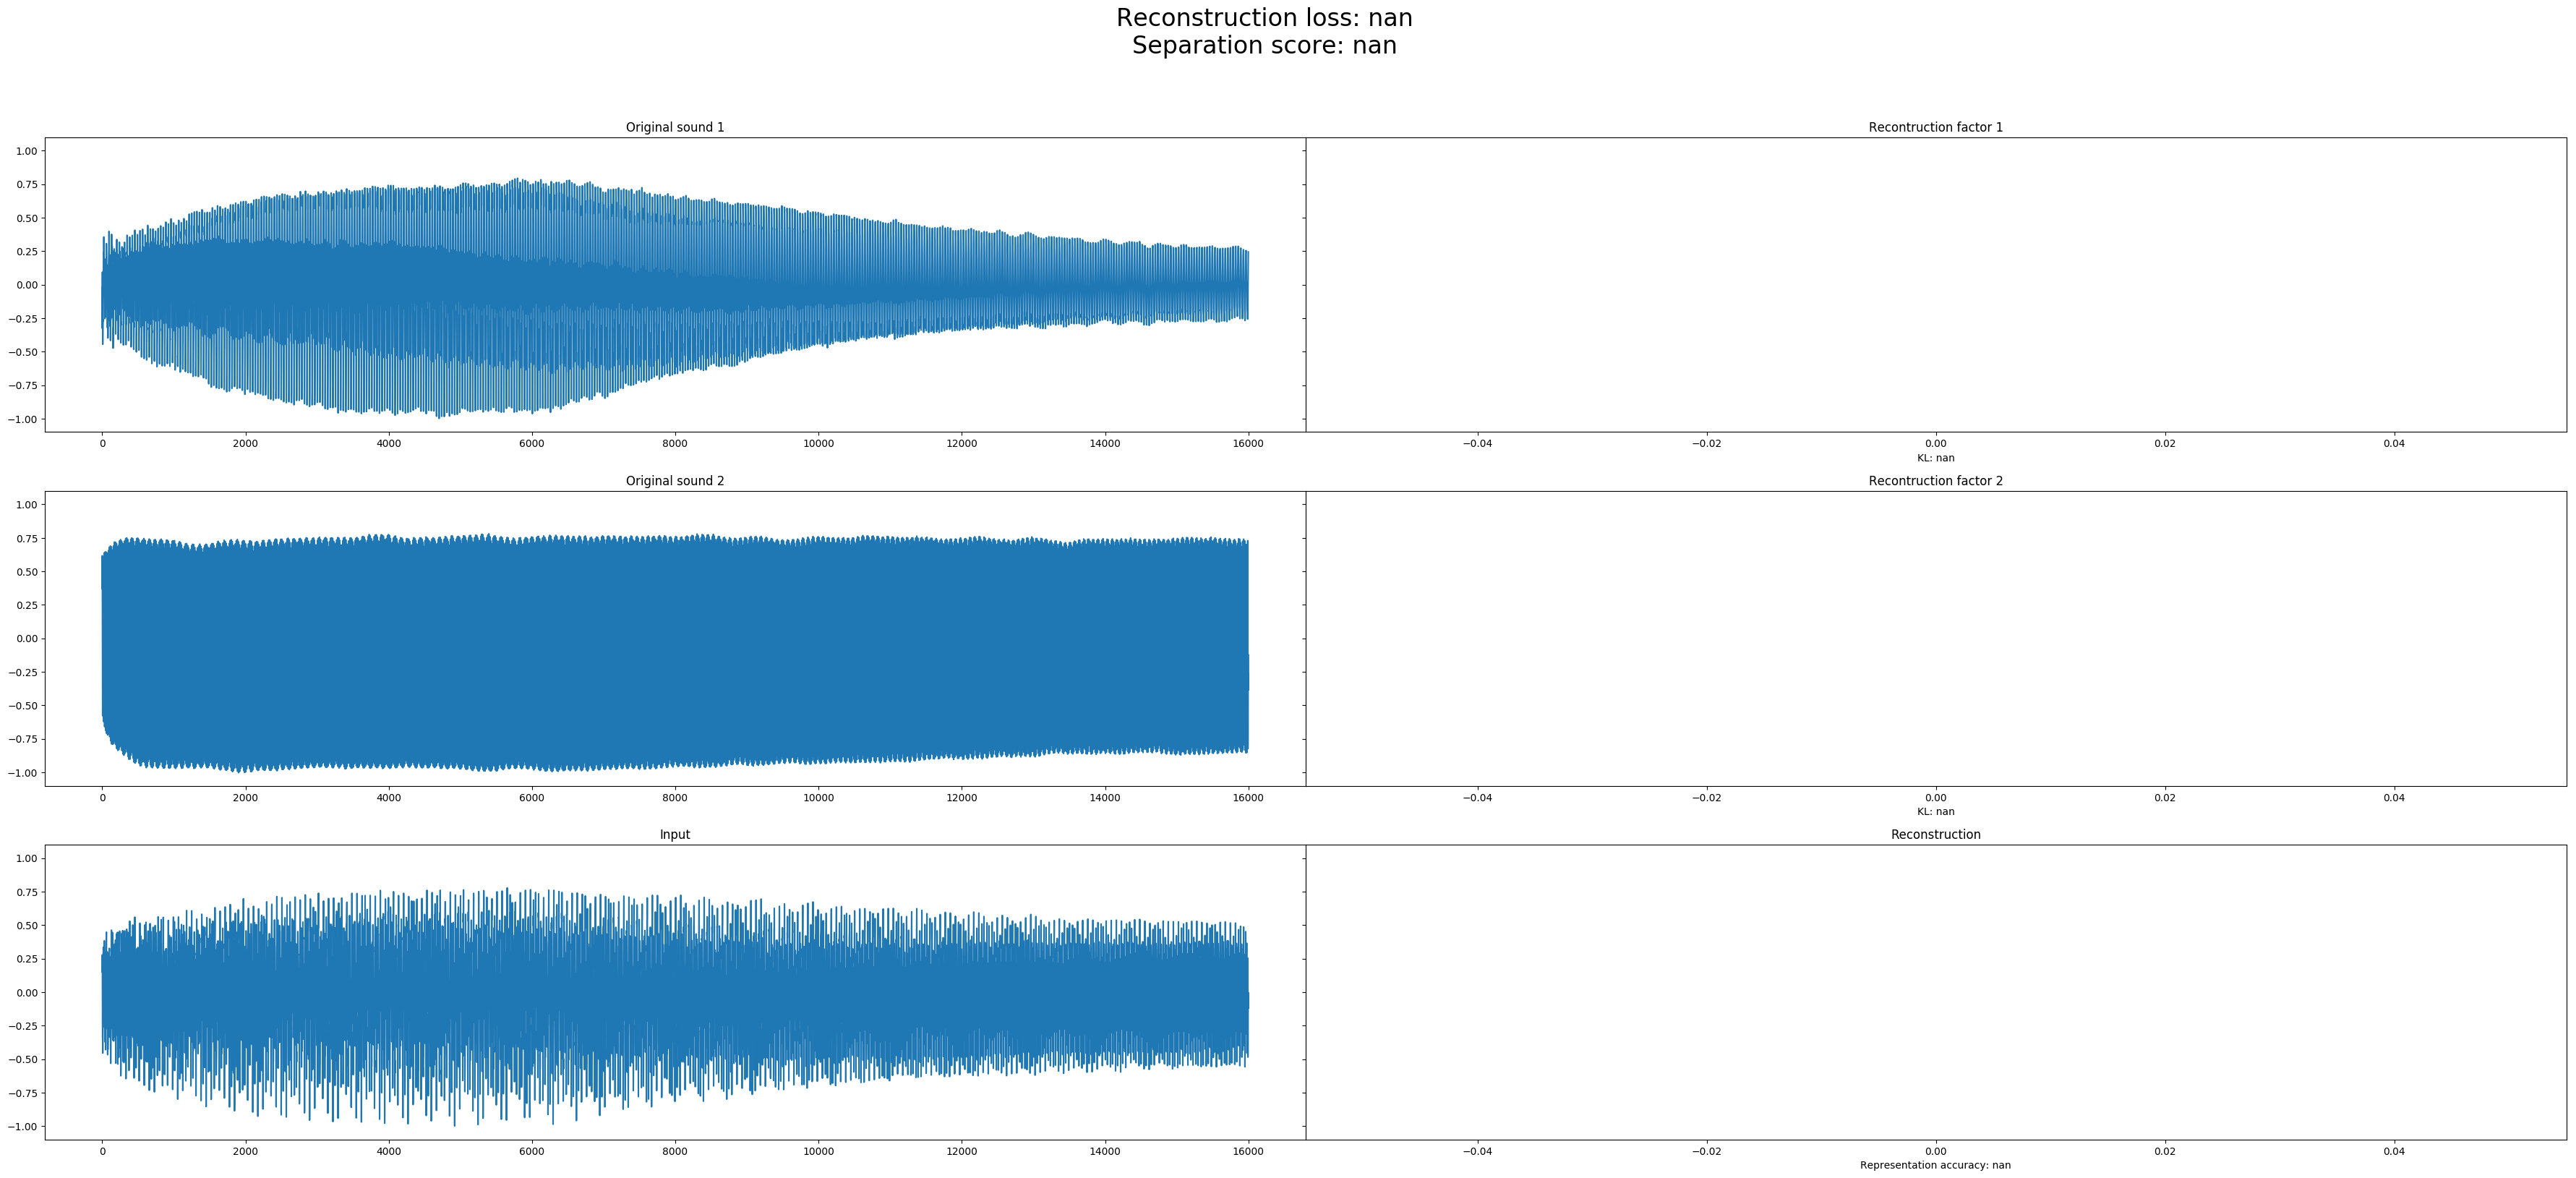 Reconstruction loss: nan
Separation score: nan
Original sound 1
Recontruction factor 1
1.00
0.75
0.50
0.25
0.00
−0.25
−0.50
−0.75
−1.00
0 2000 4000 6000 8000 10000 12000 14000 16000
−0.04 −0.02 0.00 0.02 0.04
KL: nan
Original sound 2
Recontruction factor 2
1.00
0.75
0.50
0.25
0.00
−0.25
−0.50
−0.75
−1.00
0 2000 4000 6000 8000 10000 12000 14000 16000
−0.04 −0.02 0.00 0.02 0.04
KL: nan
Input
Reconstruction
1.00
0.75
0.50
0.25
0.00
−0.25
−0.50
−0.75
−1.00
0 2000 4000 6000 8000 10000 12000 14000 16000
−0.04 −0.02 0.00 0.02 0.04
Representation accuracy: nan